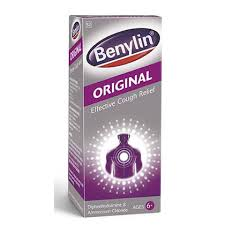 Benylin®
ORIGINAL
Effective Cough Relief
Diphenhydramine &
Ammonium Chloride
AGES 6+